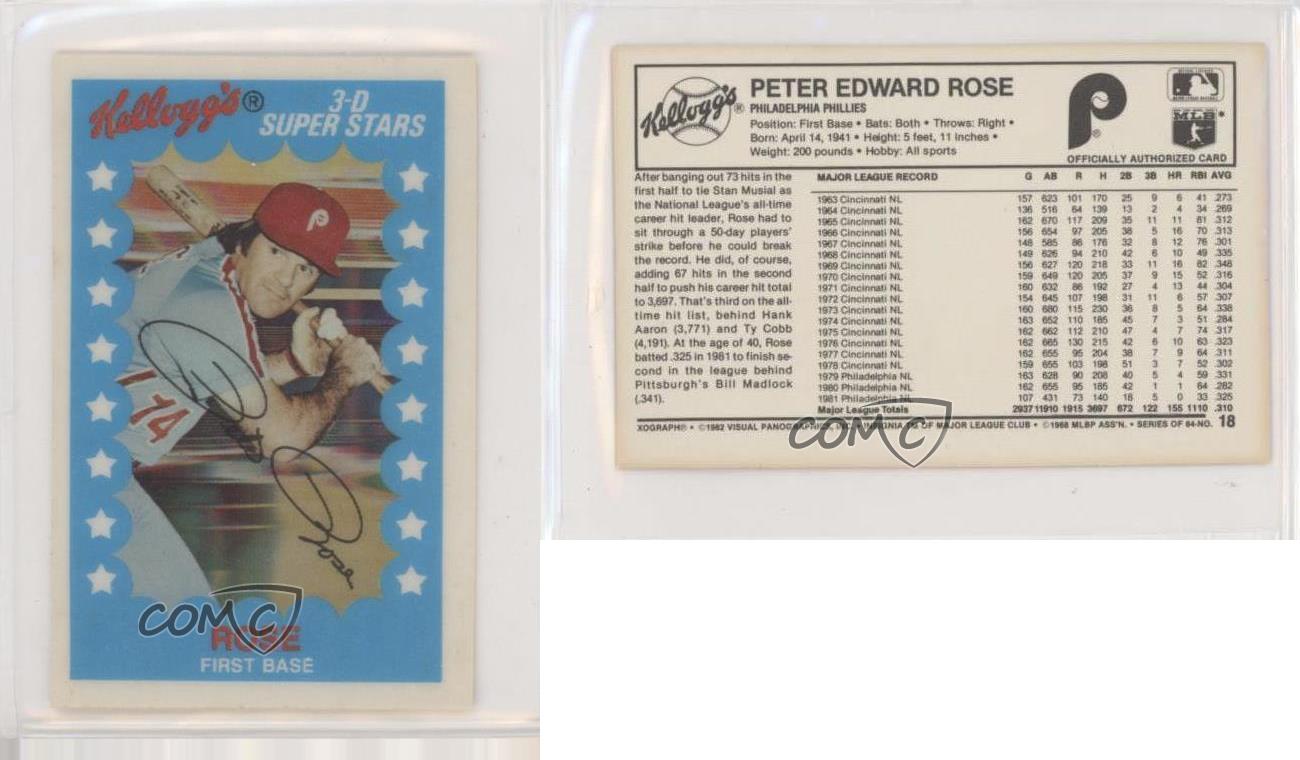 Kellogg's®
3-D
SUPER STARS
P
14
Pete Rose
COMC
ROSE
FIRST BASE
Kellogg's®
PETER EDWARD ROSE
PHILADELPHIA PHILLIES
Position: First Base • Bats: Both • Throws: Right •
Born: April 14, 1941 • Height: 5 feet, 11 inches •
Weight: 200 pounds • Hobby: All sports
P®
MLB*
OFFICIALLY AUTHORIZED CARD
After banging out 73 hits in the
first half to tie Stan Musial as
the National League's all-time
career hit leader, Rose had to
sit through a 50-day players'
strike before he could break
the record. He did, of course,
adding 67 hits in the second
half to push his career hit total
to 3,697. That's third on the all-
time hit list, behind Hank
Aaron (3,771) and Ty Cobb
(4,191). At the age of 40, Rose
batted .325 in 1981 to finish se-
cond in the league behind
Pittsburgh's Bill Madlock
(.341).
MAJOR LEAGUE RECORD G AB R H 2B 3B HR RBI AVG
1963 Cincinnati NL 157 623 101 170 25 9 6 41 .273
1964 Cincinnati NL 136 516 64 139 13 2 4 34 .269
1965 Cincinnati NL 162 670 117 209 35 11 11 81 .312
1966 Cincinnati NL 156 654 97 205 38 5 16 70 .313
1967 Cincinnati NL 148 585 86 176 32 8 12 76 .301
1968 Cincinnati NL 149 626 94 210 42 6 10 49 .335
1969 Cincinnati NL 156 627 120 218 33 11 16 82 .348
1970 Cincinnati NL 159 649 120 205 37 9 15 52 .316
1971 Cincinnati NL 160 632 86 192 27 4 13 44 .304
1972 Cincinnati NL 154 645 107 198 31 11 6 57 .307
1973 Cincinnati NL 160 680 115 230 36 8 5 64 .338
1974 Cincinnati NL 163 652 110 185 45 7 3 51 .284
1975 Cincinnati NL 162 662 112 210 47 4 7 74 .317
1976 Cincinnati NL 162 665 130 215 42 6 10 63 .323
1977 Cincinnati NL 162 655 95 204 38 7 9 64 .311
1978 Cincinnati NL 159 655 103 198 51 3 7 52 .302
1979 Philadelphia NL 163 628 90 208 40 5 4 59 .331
1980 Philadelphia NL 162 655 95 185 42 1 1 64 .282
1981 Philadelphia NL 107 431 73 140 18 5 0 33 .325
Major League Totals 2937 11910 1915 3697 672 122 155 1110 .310
XOGRAPH® • ©1982 VISUAL PANOGRAPHICS, INC. • INSIGNIA TM OF MAJOR LEAGUE CLUB • ©1968 MLBP ASS'N. • SERIES OF 64-NO. 18
COMC